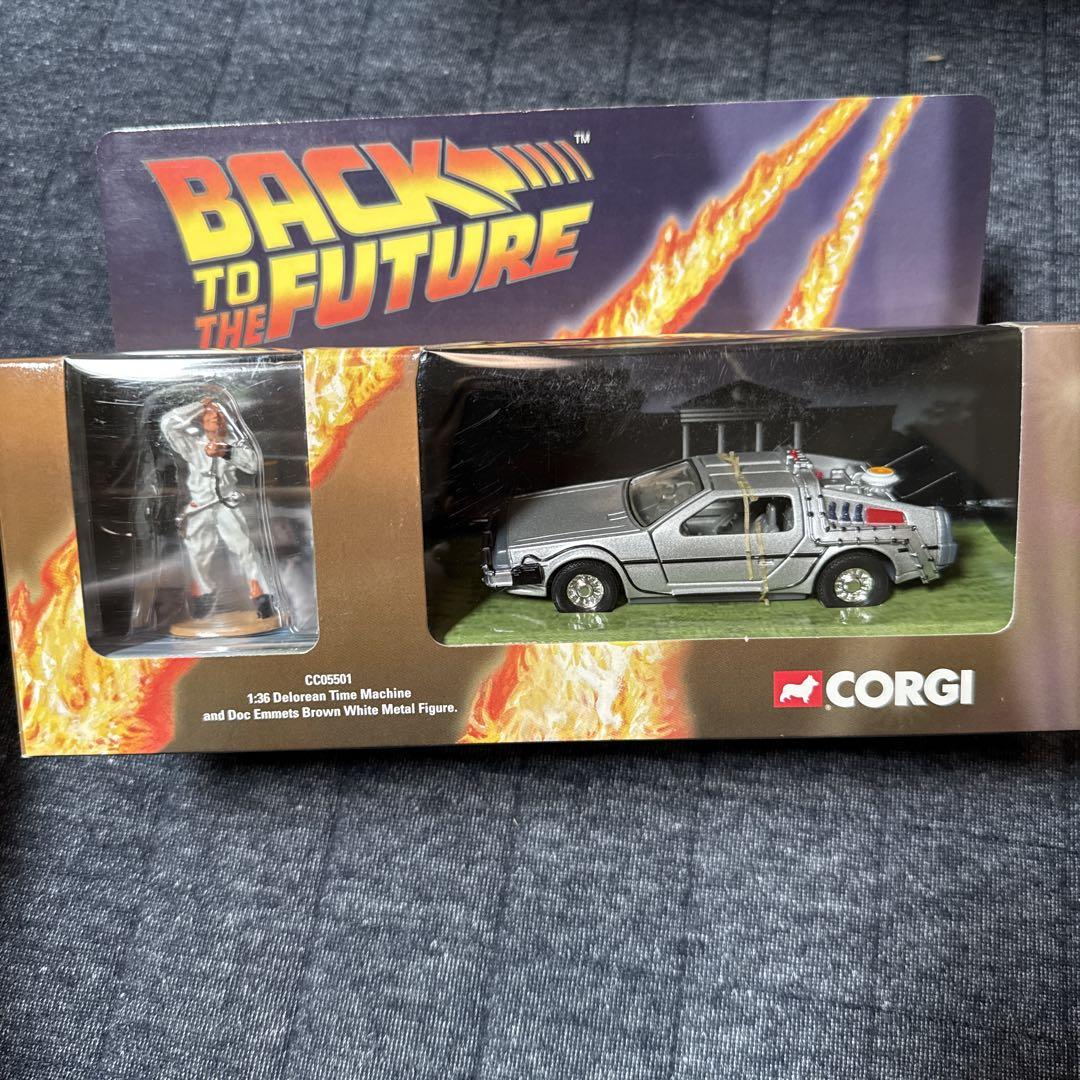 BACK
TO
THE FUTURE
™
CC05501
1:36 Delorean Time Machine
and Doc Emmets Brown White Metal Figure.
CORGI